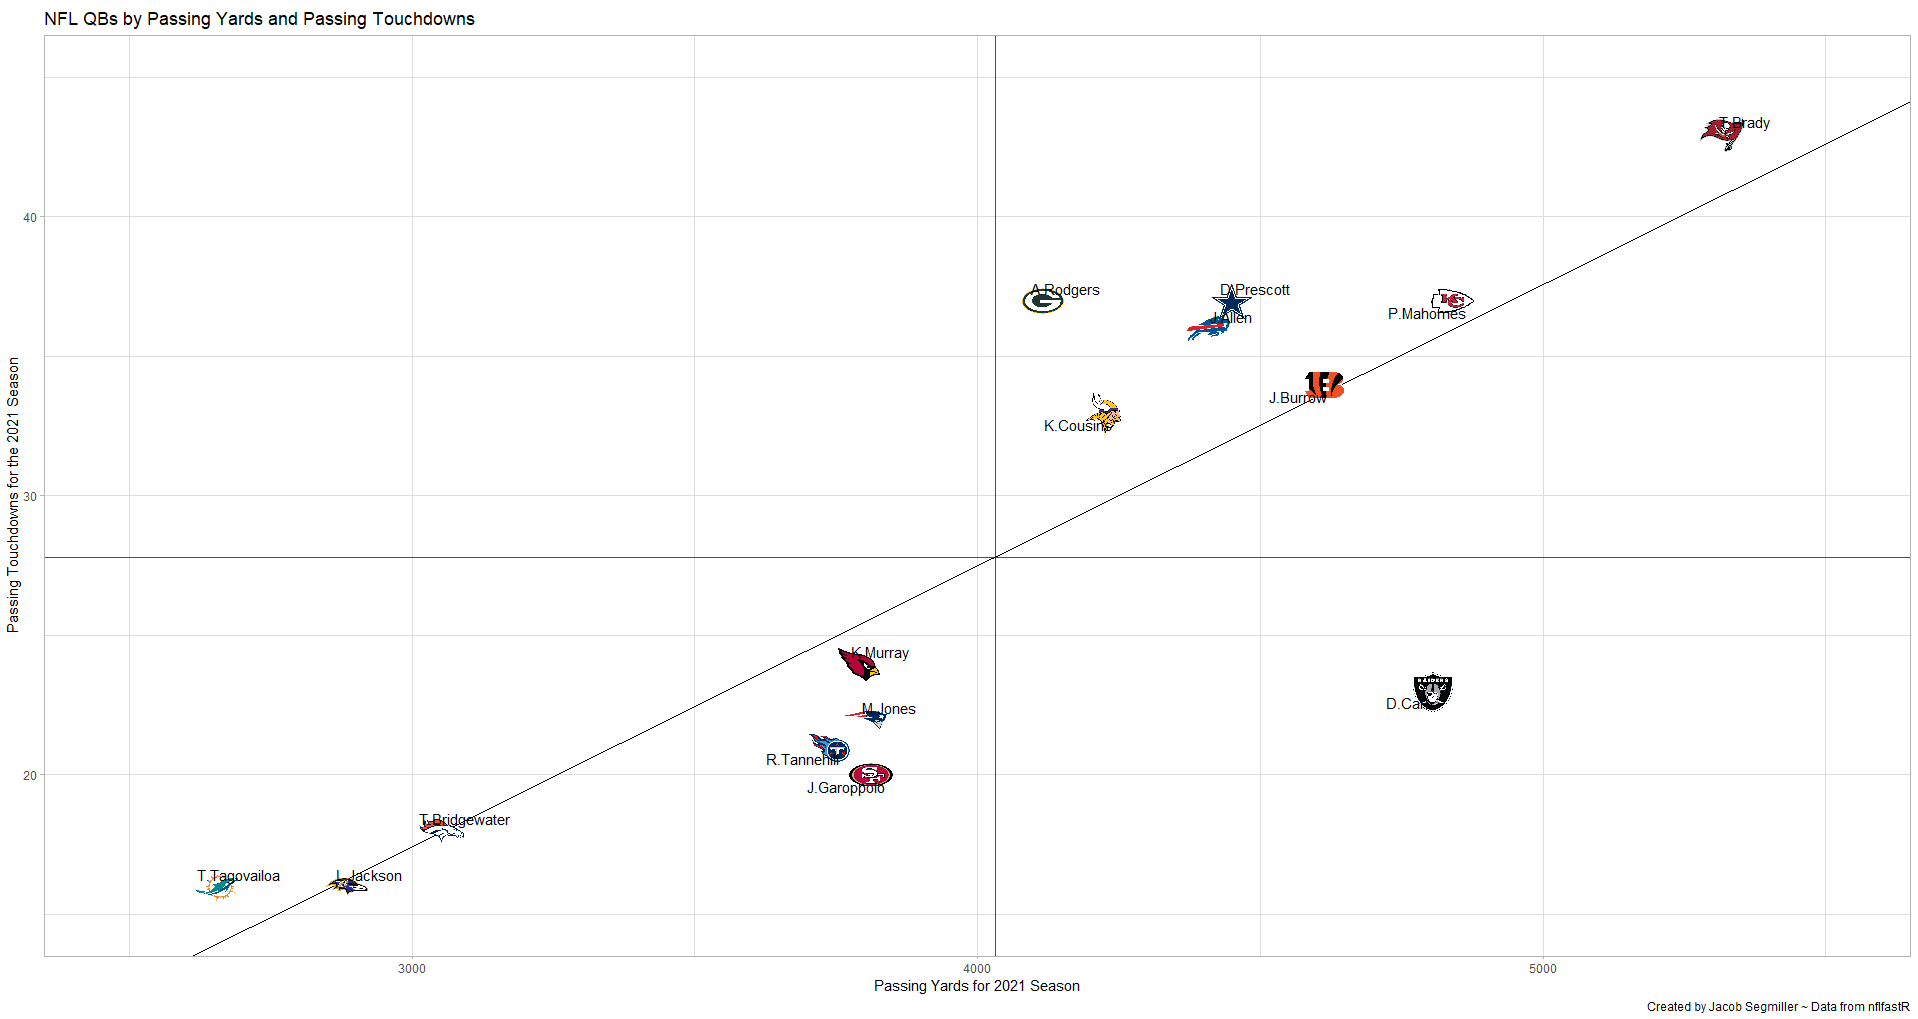 NFL QBs by Passing Yards and Passing Touchdowns
T.Brady
40
A.Rodgers
D.Prescott
J.Allen
P.Mahomes
J.Burrow
K.Cousins
30
K.Murray
RAIDERS
D.Carr
M.Jones
R.Tannehill
J.Garoppolo
20
T.Bridgewater
T.Tagovailoa
L.Jackson
3000
4000
5000
Passing Yards for 2021 Season
Passing Touchdowns for the 2021 Season
Created by Jacob Segmiller ~ Data from nflfastR